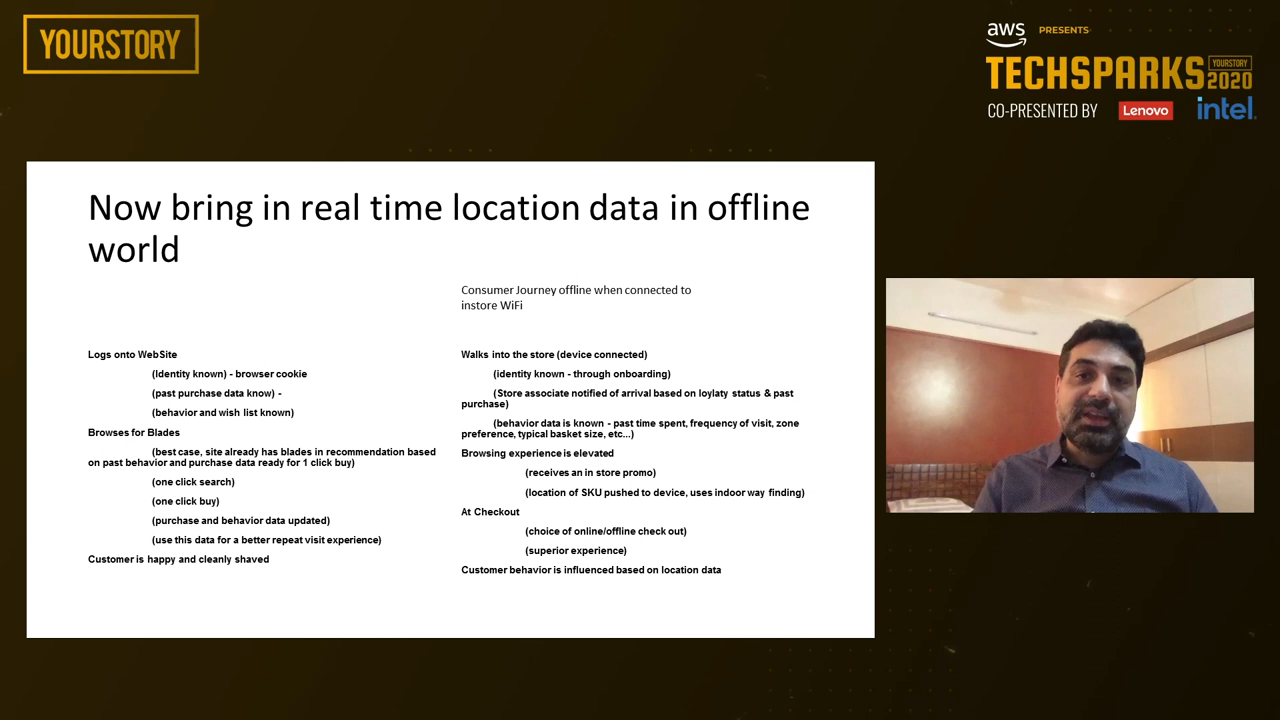 YOURSTORY
aws PRESENTS
TECHSPARKS YOURSTORY 2020
CO-PRESENTED BY Lenovo intel.
Now bring in real time location data in offline
world
Consumer Journey offline when connected to
instore WiFi
Logs onto WebSite
(Identity known) - browser cookie
(past purchase data know) -
(behavior and wish list known)
Browses for Blades
(best case, site already has blades in recommendation based
on past behavior and purchase data ready for 1 click buy)
(one click search)
(one click buy)
(purchase and behavior data updated)
(use this data for a better repeat visit experience)
Customer is happy and cleanly shaved
Walks into the store (device connected)
(identity known - through onboarding)
(Store associate notified of arrival based on loylaty status & past
purchase)
(behavior data is known - past time spent, frequency of visit, zone
preference, typical basket size, etc...)
Browsing experience is elevated
(receives an in store promo)
(location of SKU pushed to device, uses indoor way finding)
At Checkout
(choice of online/offline check out)
(superior experience)
Customer behavior is influenced based on location data